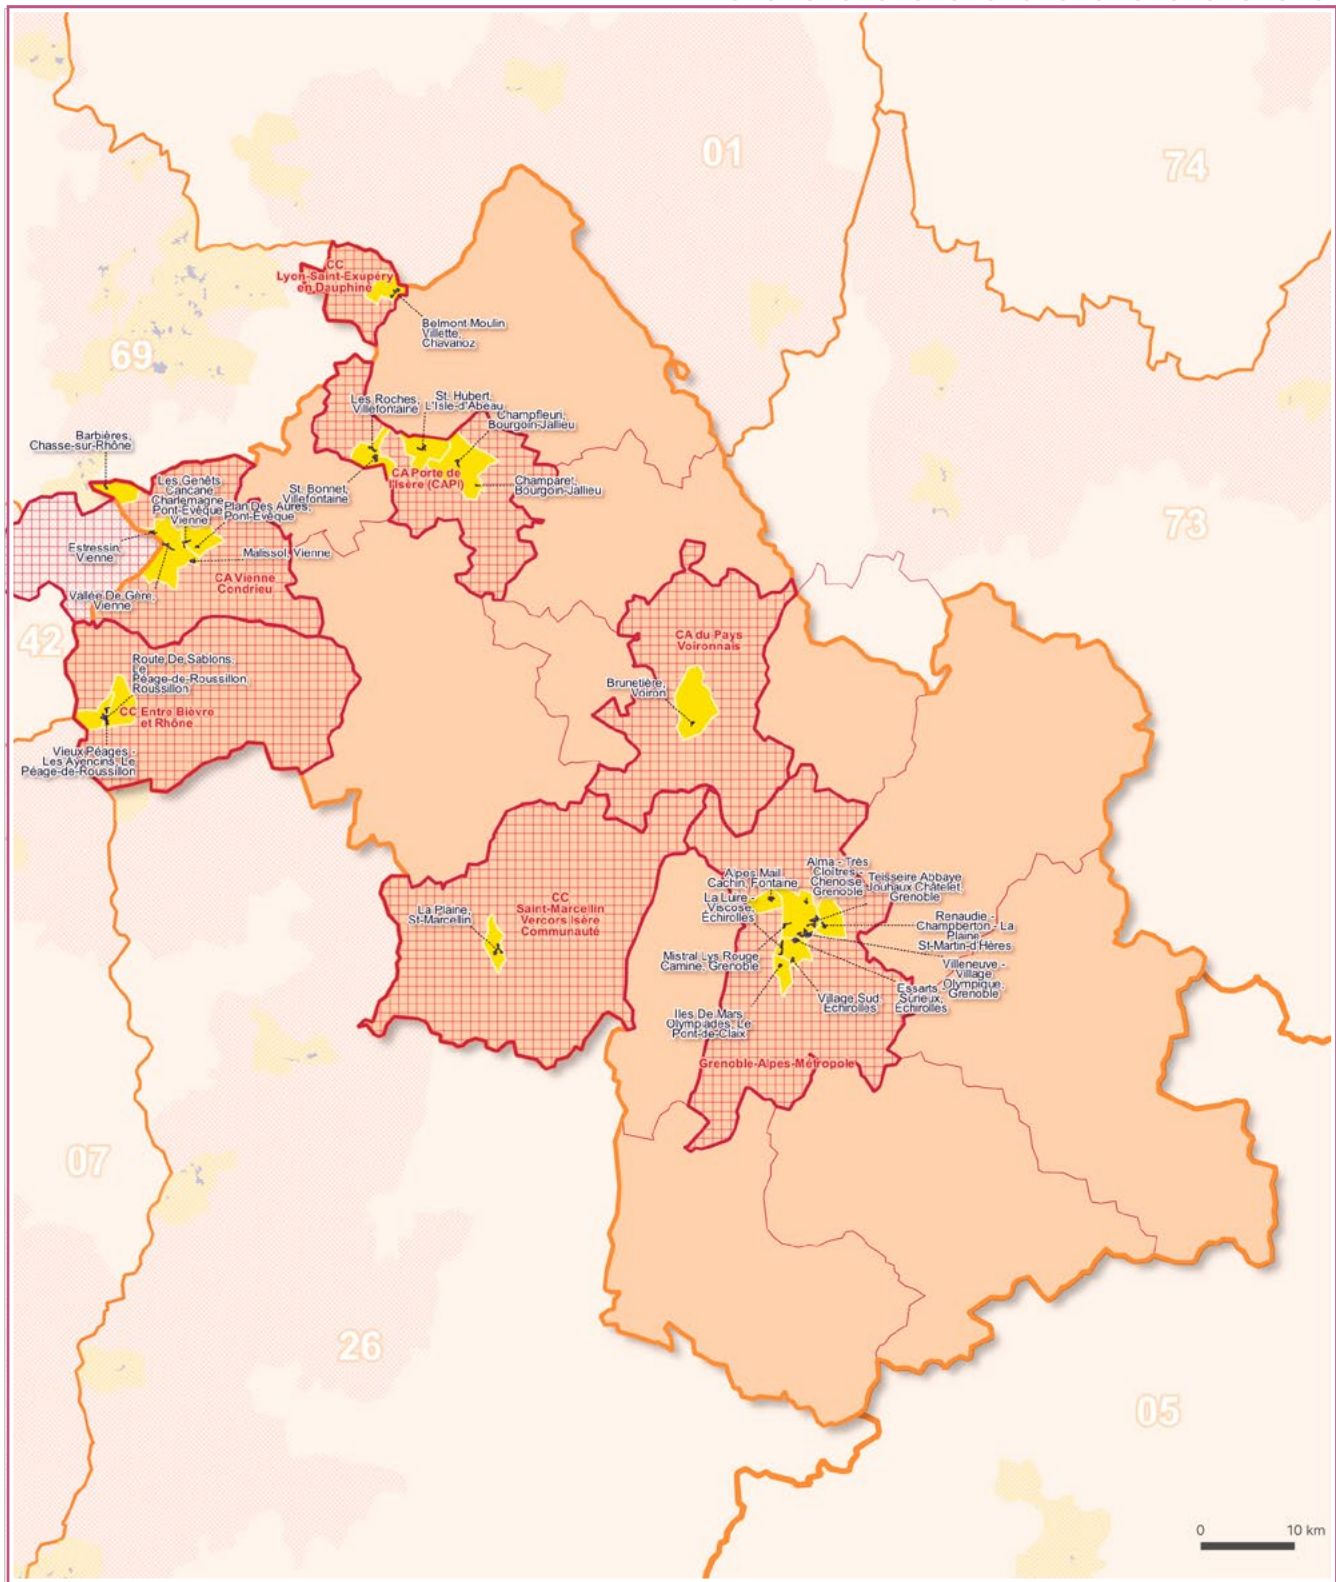 01
74
CC
Lyon-Saint-Exupéry
en Dauphiné
Belmont Moulin
Villette,
Chavanoz
69
Les Roches,
Villefontaine
St. Hubert,
L'Isle-d'Abeau
Champfleuri,
Bourgoin-Jallieu
Barbières,
Chasse-sur-Rhône
CA Porte de
l'Isère (CAPI)
Champaret,
Bourgoin-Jallieu
St. Bonnet,
Villefontaine
Les Genêts
Cancane
Charlemagne
Pont-Evêque
Vienne
Plan Des Aures,
Pont-Evêque
73
Estressin,
Vienne
Malissol, Vienne
CA Vienne
Condrieu
Vallée De Gère,
Vienne
42
CA du Pays
Voironnais
Route De Sablons,
Le
Péage-de-Roussillon
Roussillon
Brunetière,
Voiron
CC Entre Bièvre
et Rhône
Vieux Péages -
Les Ayencins, Le
Péage-de-Roussillon
Alpes Mail
Cachin, Fontaine
Alma - Très
Cloîtres -
Chenoise
Grenoble
Teisseire Abbaye
Jouhaux Châtelet,
Grenoble
La Luire -
Viscose,
Échirolles
CC
Saint-Marcellin
Vercors Isère
Communauté
La Plaine,
St-Marcellin
Renaudie -
Champberton - La
Plaine
St-Martin-d'Hères
Mistral Lys Rouge
Camine, Grenoble
Villeneuve -
Village
Olympique,
Grenoble
Essarts -
Surieux,
Échirolles
Village Sud
Échirolles
Iles De Mars
Olympiades, Le
Pont-de-Claix
Grenoble-Alpes-Métropole
07
26
05
0 10 km